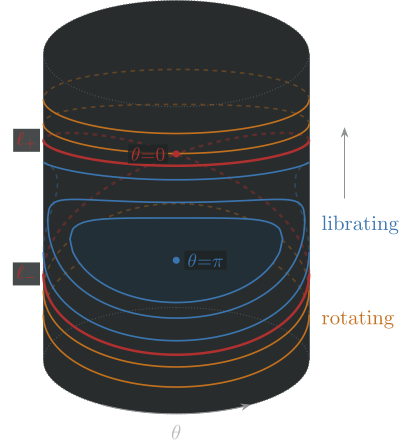 θ=0
librating
θ=π
rotating
θ